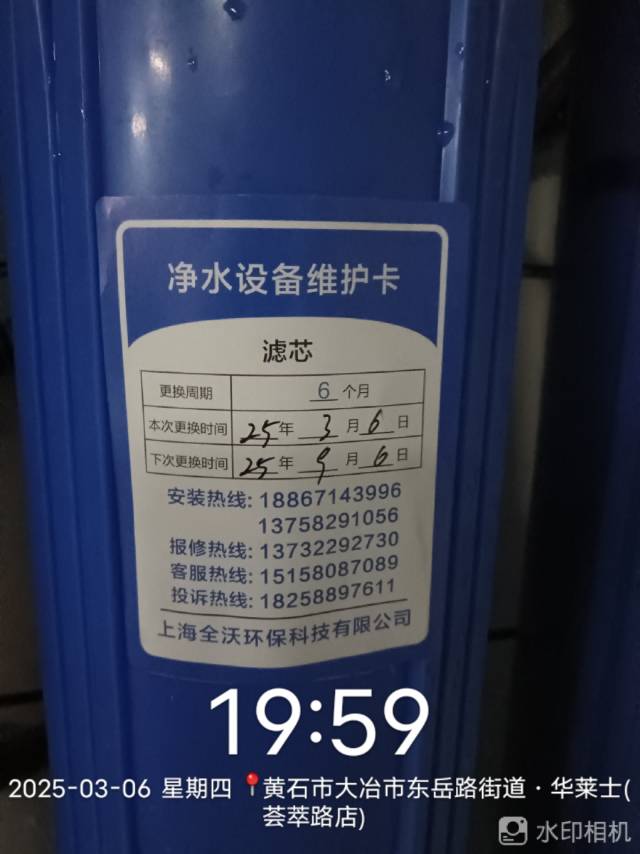 净水设备维护卡
滤芯
更换周期 6 个月
本次更换时间 25年 3月 6日
下次更换时间 25年 9月 6日
安装热线: 18867143996
13758291056
报修热线: 13732292730
客服热线: 15158087089
投诉热线: 18258897611
上海全沃环保科技有限公司
19:59
2025-03-06 星期四 📍黄石市大冶市东岳路街道·华莱士(
荟萃路店)
水印相机